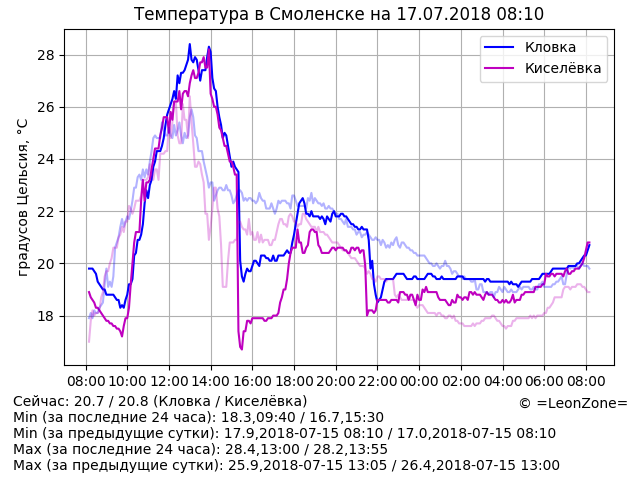 Температура в Смоленске на 17.07.2018 08:10
Кловка
Киселёвка
градусов Цельсия, °C
28
26
24
22
20
18
08:00 10:00 12:00 14:00 16:00 18:00 20:00 22:00 00:00 02:00 04:00 06:00 08:00
Сейчас: 20.7 / 20.8 (Кловка / Киселёвка)
© =LeonZone=
Min (за последние 24 часа): 18.3,09:40 / 16.7,15:30
Min (за предыдущие сутки): 17.9,2018-07-15 08:10 / 17.0,2018-07-15 08:10
Max (за последние 24 часа): 28.4,13:00 / 28.2,13:55
Max (за предыдущие сутки): 25.9,2018-07-15 13:05 / 26.4,2018-07-15 13:00